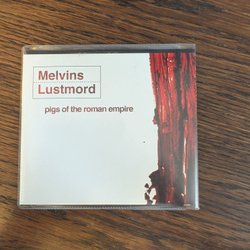 Melvins
Lustmord
pigs of the roman empire